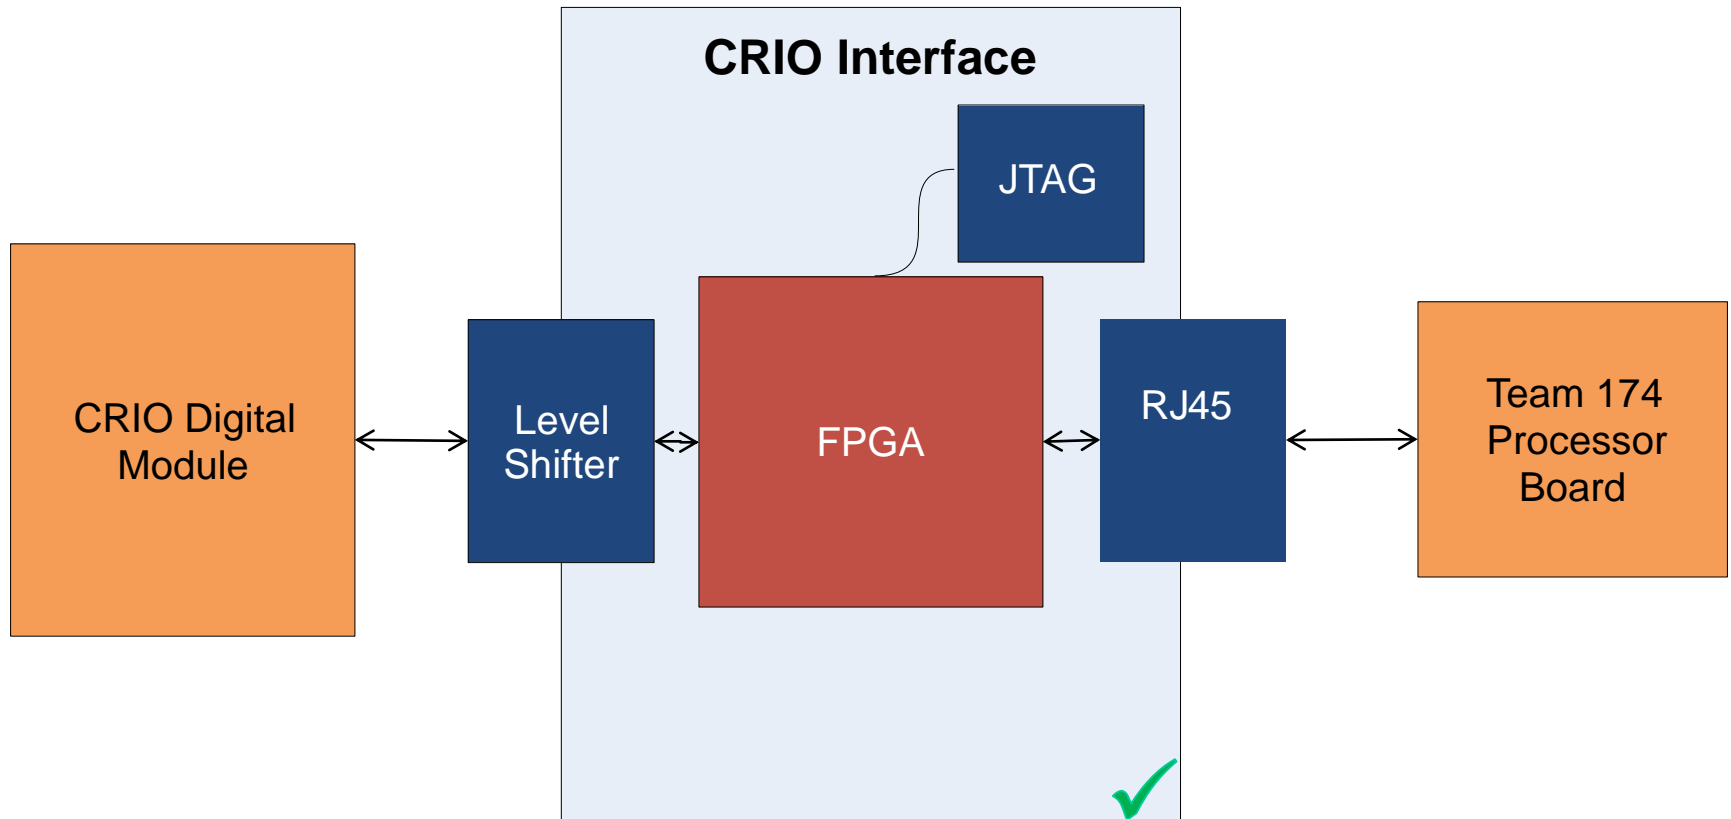 CRIO Interface
JTAG
CRIO Digital
Module
Level
Shifter
FPGA
RJ45
Team 174
Processor
Board